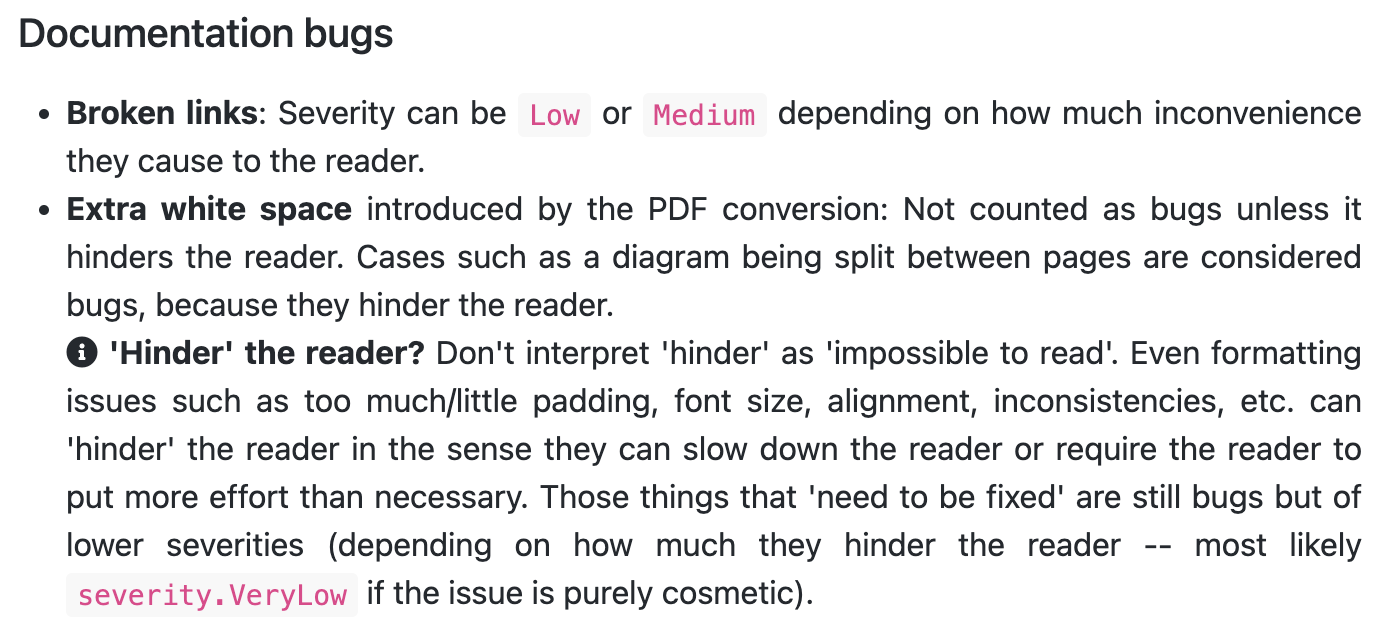 Documentation bugs
• Broken links: Severity can be Low or Medium depending on how much inconvenience
they cause to the reader.
• Extra white space introduced by the PDF conversion: Not counted as bugs unless it
hinders the reader. Cases such as a diagram being split between pages are considered
bugs, because they hinder the reader.
'Hinder' the reader? Don't interpret 'hinder' as 'impossible to read'. Even formatting
issues such as too much/little padding, font size, alignment, inconsistencies, etc. can
'hinder' the reader in the sense they can slow down the reader or require the reader to
put more effort than necessary. Those things that 'need to be fixed' are still bugs but of
lower severities (depending on how much they hinder the reader -- most likely
severity.VeryLow if the issue is purely cosmetic).